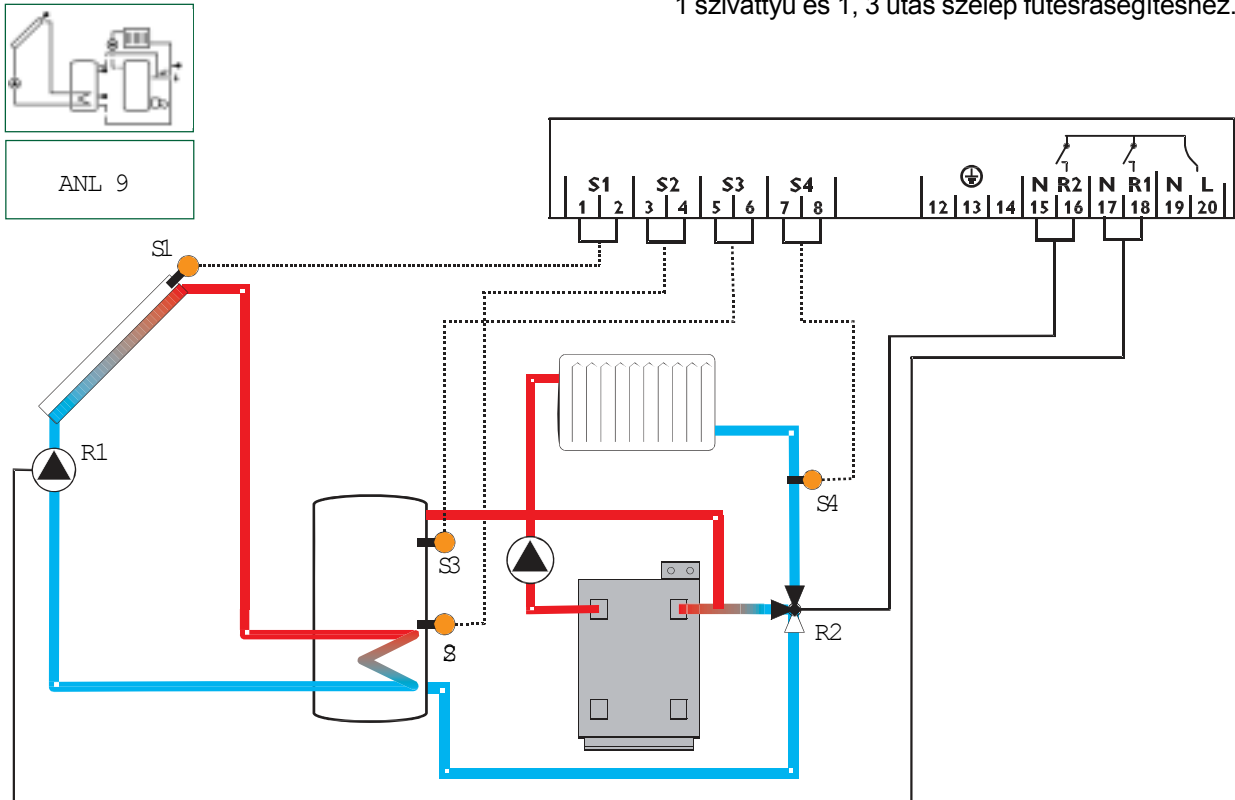 1 szivattyú és 1, 3 utas szelep fűtésrásegítéshez.
ANL 9
S1 S2 S3 S4 N R2 N R1 N L
1 2 3 4 5 6 7 8 12 13 14 15 16 17 18 19 20
S1
R1
S4
S3
R2